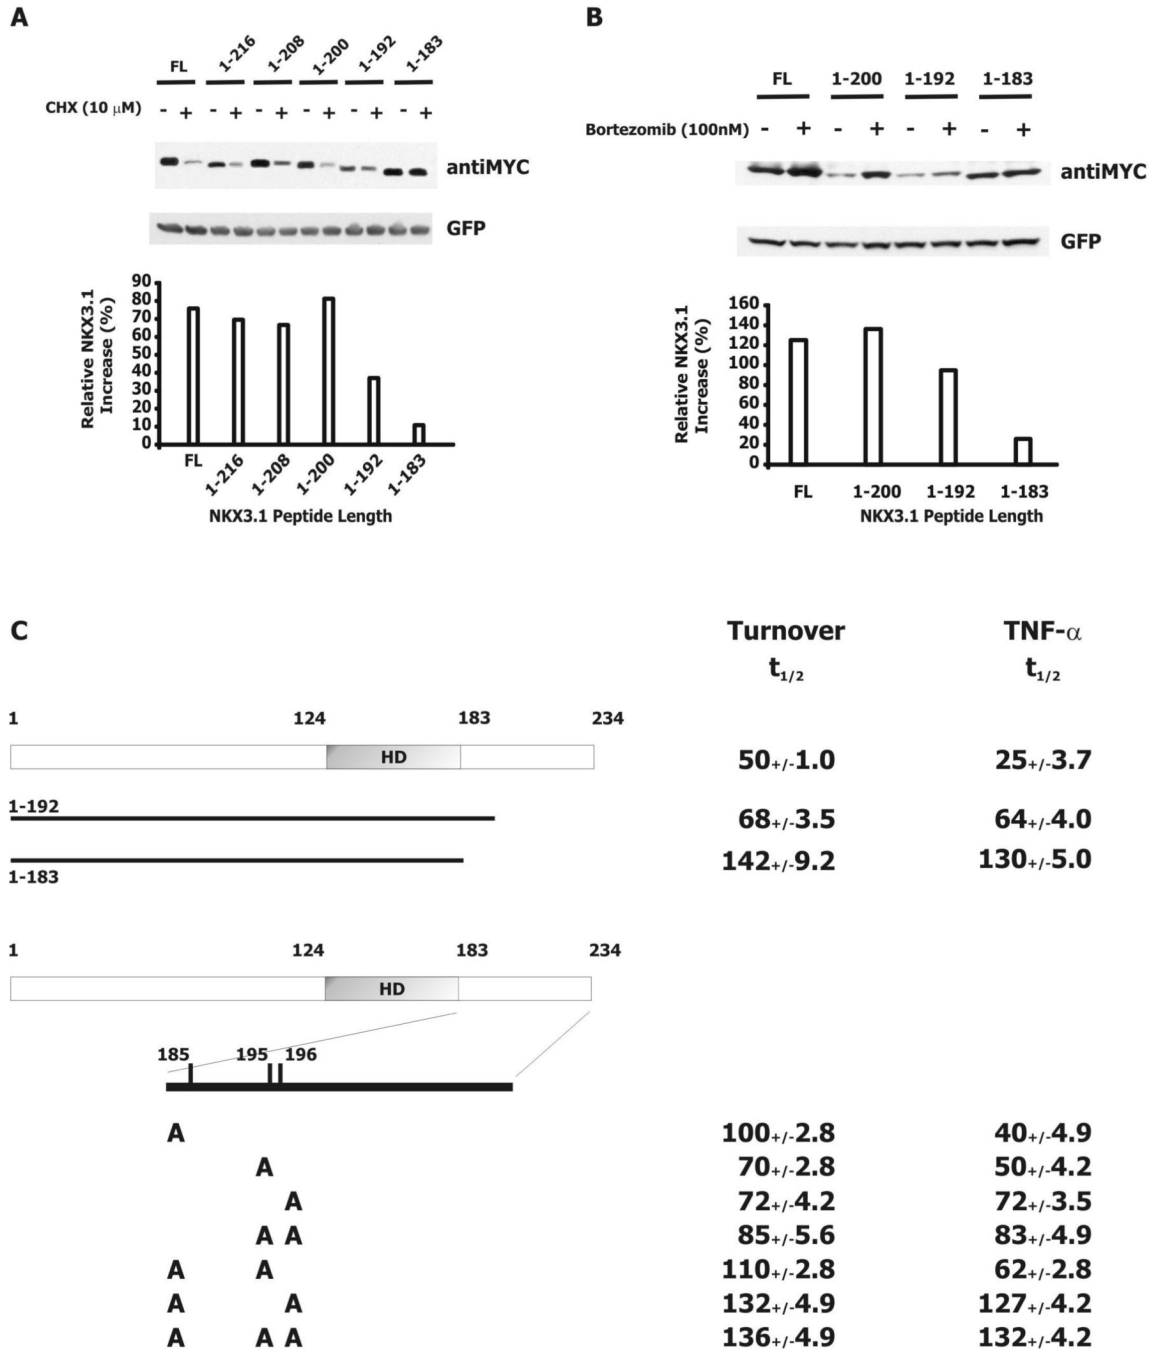 A
FL 1-216 1-208 1-200 1-192 1-183
CHX (10 μM) - + - + - + - + - + - +
antiMYC
GFP
Relative NKX3.1
Increase (%)
90
80
70
60
50
40
30
20
10
0
FL 1-216 1-208 1-200 1-192 1-183
NKX3.1 Peptide Length
B
FL 1-200 1-192 1-183
Bortezomib (100nM) - + - + - + - +
antiMYC
GFP
Relative NKX3.1
Increase (%)
160
140
120
100
80
60
40
20
0
FL 1-200 1-192 1-183
NKX3.1 Peptide Length
C
Turnover TNF-α
t1/2 t1/2
1 124 183 234
HD 50+/-1.0 25+/-3.7
1-192 68+/-3.5 64+/-4.0
1-183 142+/-9.2 130+/-5.0
1 124 183 234
HD
185 195 196
A 100+/-2.8 40+/-4.9
A 70+/-2.8 50+/-4.2
A 72+/-4.2 72+/-3.5
A A 85+/-5.6 83+/-4.9
A A 110+/-2.8 62+/-2.8
A A 132+/-4.9 127+/-4.2
A A A 136+/-4.9 132+/-4.2